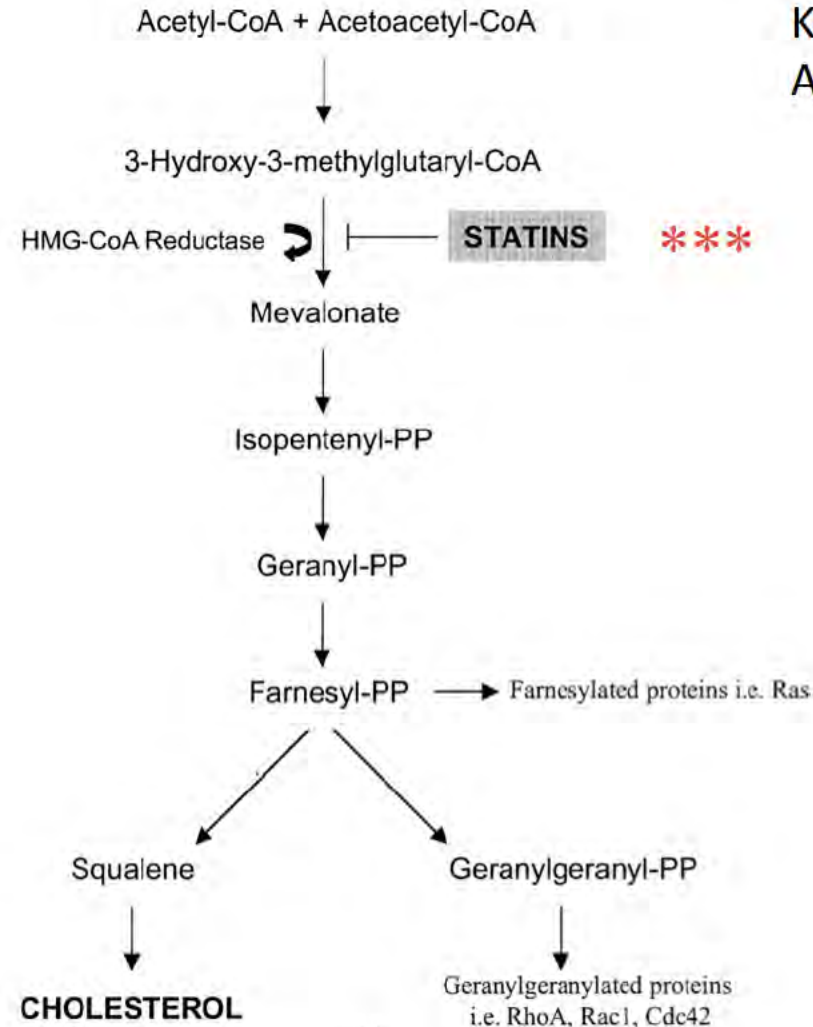 Acetyl-CoA + Acetoacetyl-CoA
K
A
3-Hydroxy-3-methylglutaryl-CoA
HMG-CoA Reductase
STATINS
***
Mevalonate
Isopentenyl-PP
Geranyl-PP
Farnesyl-PP
Farnesylated proteins i.e. Ras
Squalene
Geranylgeranyl-PP
CHOLESTEROL
Geranylgeranylated proteins
i.e. RhoA, Rac1, Cdc42